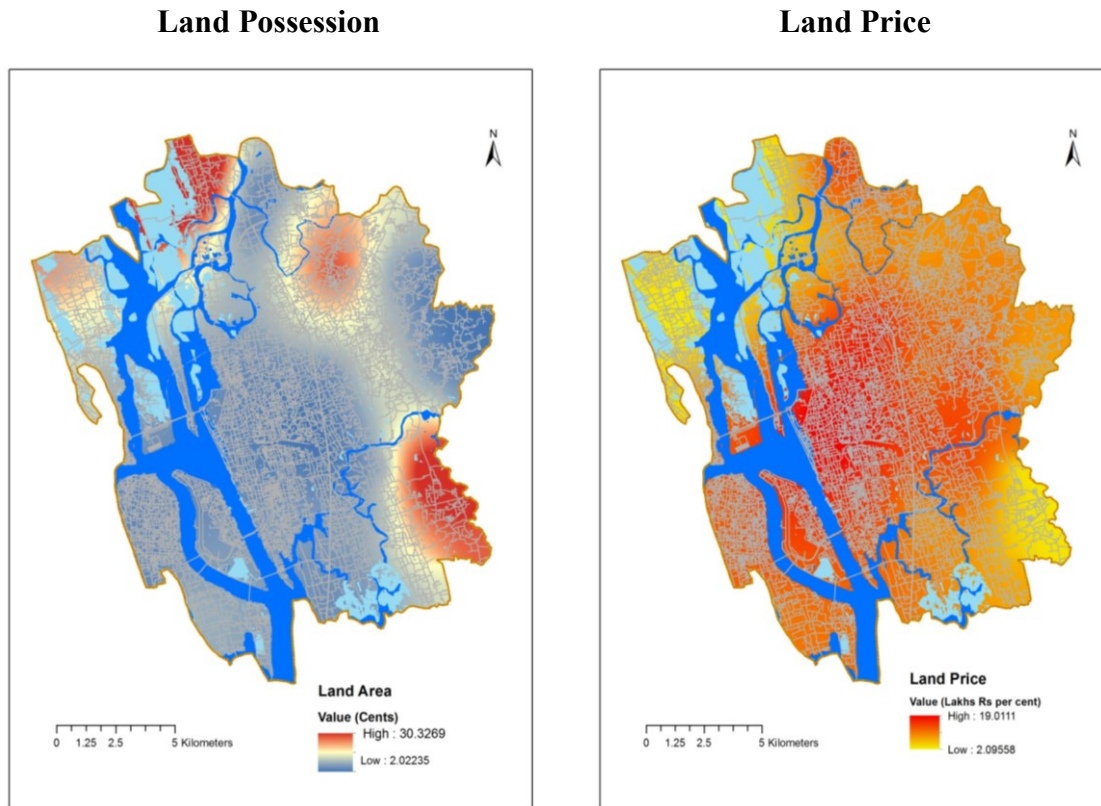 Land Possession
Land Price
N
N
Land Area
Value (Cents)
High : 30.3269
Low : 2.02235
0 1.25 2.5 5 Kilometers
Land Price
Value (Lakhs Rs per cent)
High : 19.0111
Low : 2.09558
0 1.25 2.5 5 Kilometers